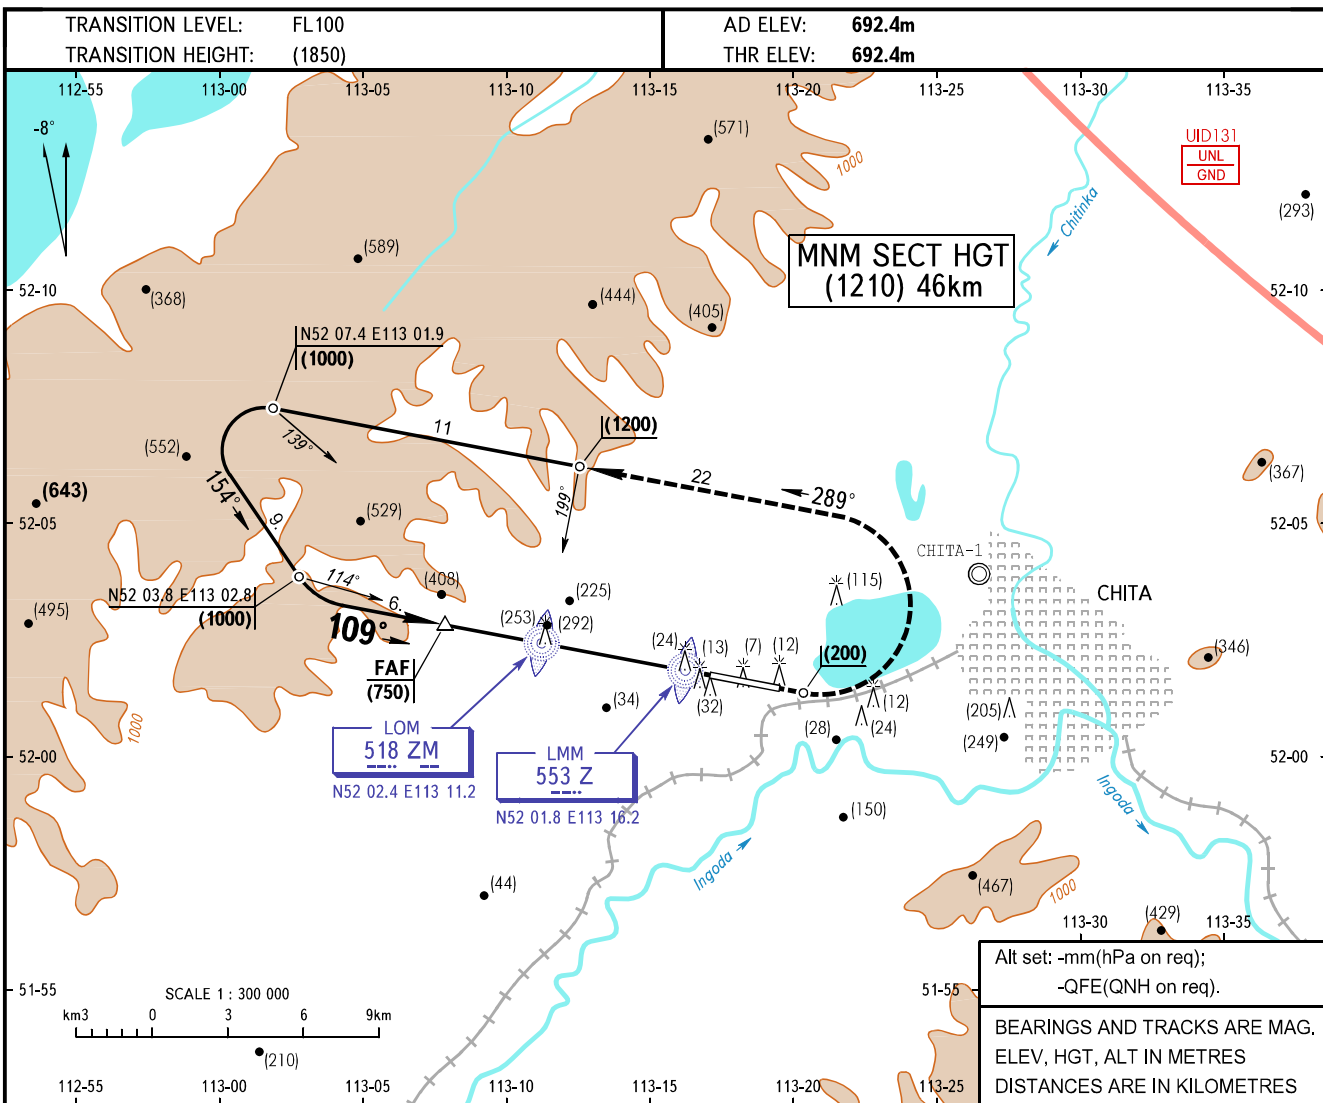 TRANSITION LEVEL: FL100
TRANSITION HEIGHT: (1850)
AD ELEV: 692.4m
THR ELEV: 692.4m
112-55 113-00 113-05 113-10 113-15 113-20 113-25 113-30 113-35
-8°
(571)
1000
UID131
UNL
GND
(293)
Chitinka
(589)
MNM SECT HGT
(1210) 46km
52-10
(368)
(444)
(405)
52-10
N52 07.4 E113 01.9
(1000)
139°
11
(1200)
22
289°
199°
(552)
154°
9.
(643)
(529)
(367)
52-05
52-05
CHITA-1
CHITA
(115)
114°
6.
(408)
(225)
N52 03.8 E113 02.8
(1000)
109°
(495)
(253)
(292)
(24)
(13)
(7)
(12)
(200)
(346)
FAF
(750)
(32)
(12)
(24)
(34)
(28)
(205)
(249)
1000
LOM
518 ZM
N52 02.4 E113 11.2
LMM
553 Z
N52 01.8 E113 16.2
52-00
52-00
Ingoda
Ingoda
(150)
(44)
(467)
1000
(429)
113-30 113-35
Alt set: -mm(hPa on req);
-QFE(QNH on req).
51-55
51-55
SCALE 1 : 300 000
km3 0 3 6 9km
(210)
BEARINGS AND TRACKS ARE MAG.
ELEV, HGT, ALT IN METRES
DISTANCES ARE IN KILOMETRES
112-55 113-00 113-05 113-10 113-15 113-20 113-25